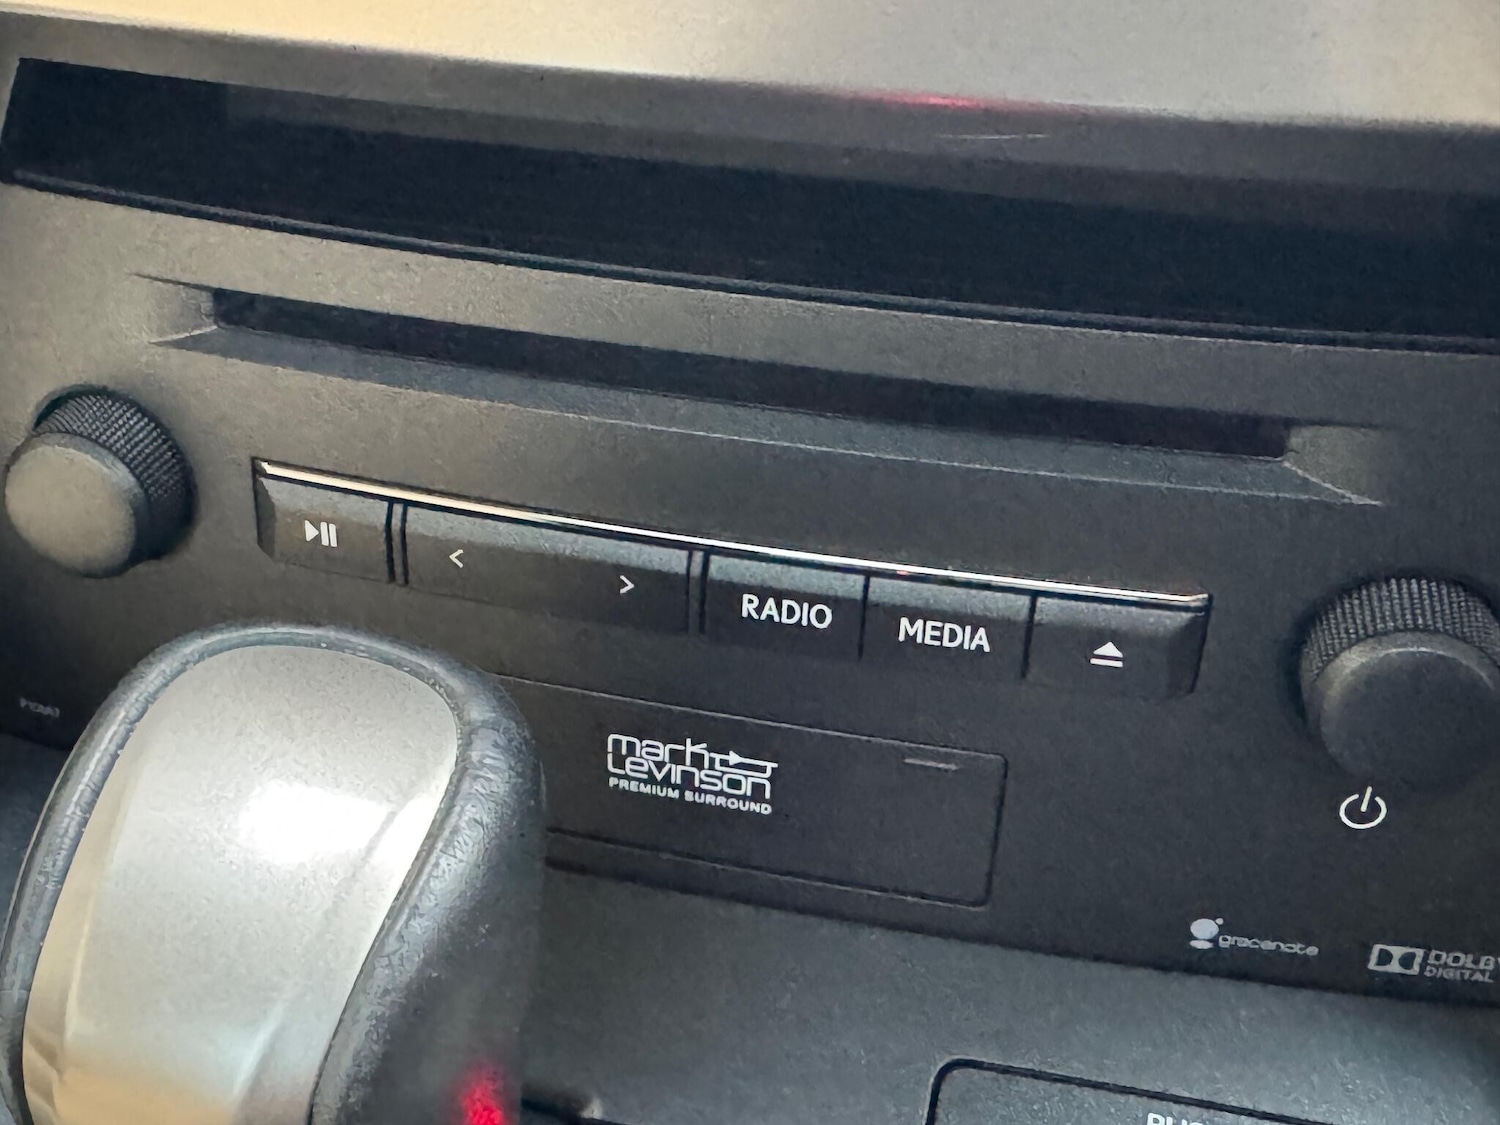 RADIO
MEDIA
mark
Levinson
PREMIUM SURROUND
gracenote
DOLBY
DIGITAL